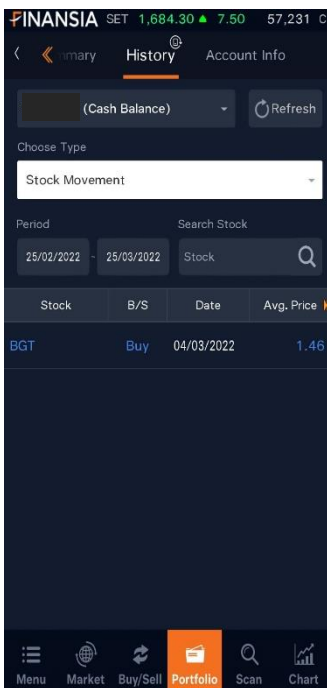 FINANSIA SET 1,684.30 ▲ 7.50 57,231
mmary History Account Info
(Cash Balance) Refresh
Choose Type
Stock Movement
Period Search Stock
25/02/2022 - 25/03/2022 Stock
Stock B/S Date Avg. Price
BGT Buy 04/03/2022 1.46
Menu Market Buy/Sell Portfolio Scan Chart